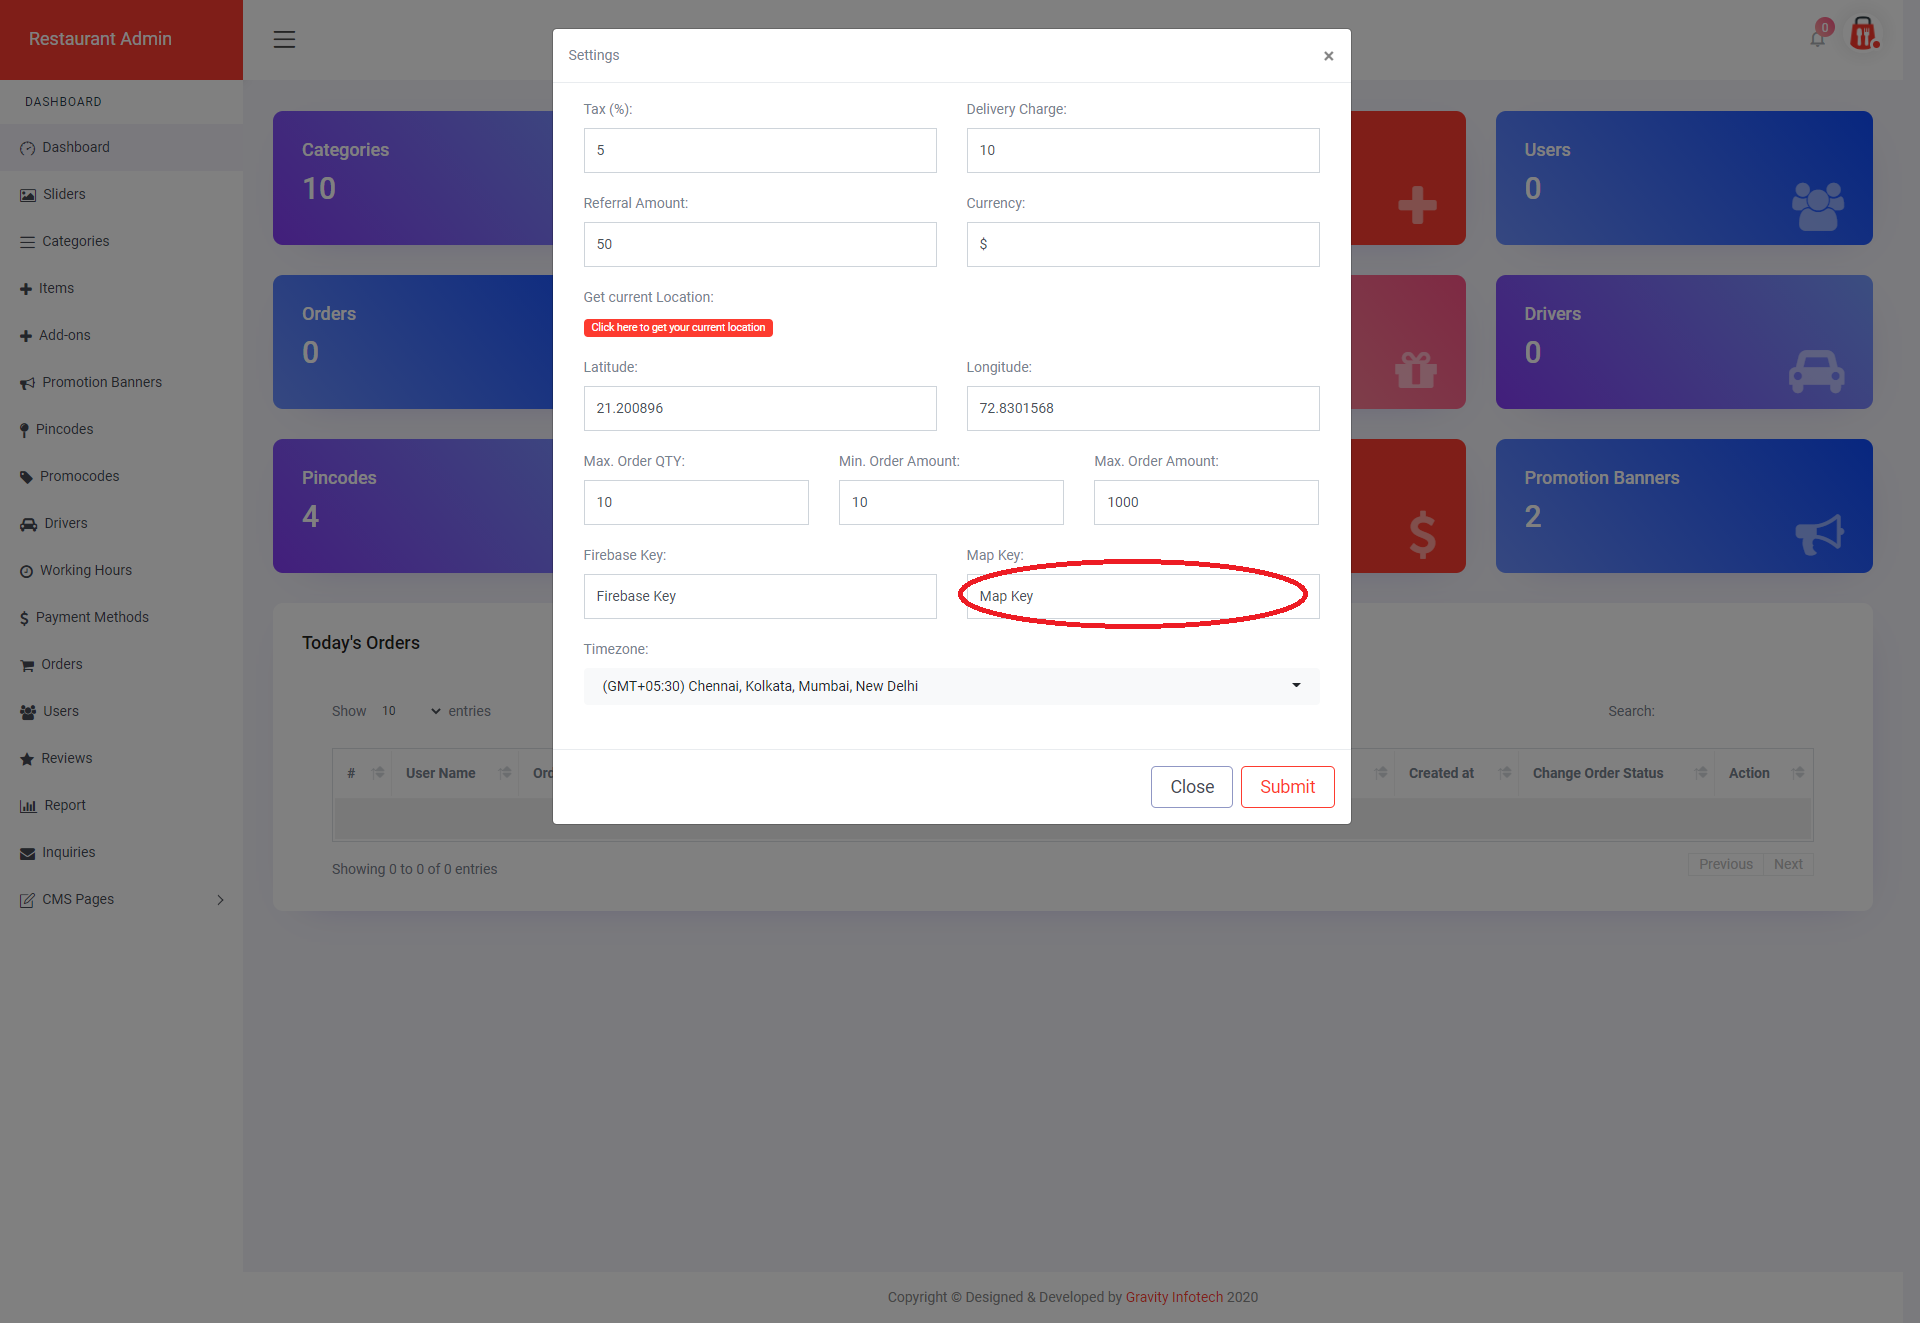 Restaurant Admin
0
DASHBOARD
Dashboard
Sliders
Categories
Items
Add-ons
Promotion Banners
Pincodes
Promocodes
Drivers
Working Hours
Payment Methods
Orders
Users
Reviews
Report
Inquiries
CMS Pages
Categories
10
Users
0
Orders
0
Drivers
0
Pincodes
4
$
Promotion Banners
2
Settings
×
Tax (%):
Delivery Charge:
5
10
Referral Amount:
Currency:
50
$
Get current Location:
Click here to get your current location
Latitude:
Longitude:
21.200896
72.8301568
Max. Order QTY:
Min. Order Amount:
Max. Order Amount:
10
10
1000
Firebase Key:
Map Key:
Firebase Key
Map Key
Timezone:
(GMT+05:30) Chennai, Kolkata, Mumbai, New Delhi
Close
Submit
Today's Orders
Show 10 entries
Search:
# User Name Ord Created at Change Order Status Action
Showing 0 to 0 of 0 entries
Previous Next
Copyright © Designed & Developed by Gravity Infotech 2020